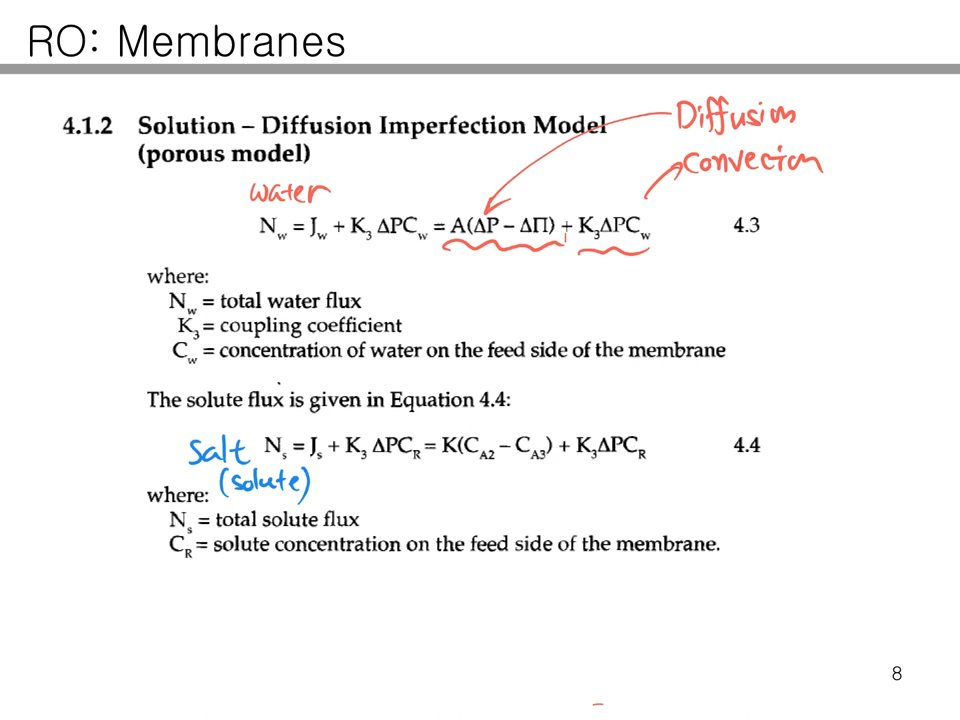 RO: Membranes
4.1.2 Solution – Diffusion Imperfection Model
(porous model)
Diffusion
Convection
water
N_w = J_w + K_3 ΔPC_w = A(ΔP – ΔΠ) + K_3ΔPC_w 4.3
where:
N_w = total water flux
K_3 = coupling coefficient
C_w = concentration of water on the feed side of the membrane
The solute flux is given in Equation 4.4:
Salt
(solute)
N_s = J_s + K_3 ΔPC_R = K(C_A2 – C_A3) + K_3ΔPC_R 4.4
where:
N_s = total solute flux
C_R = solute concentration on the feed side of the membrane.
8